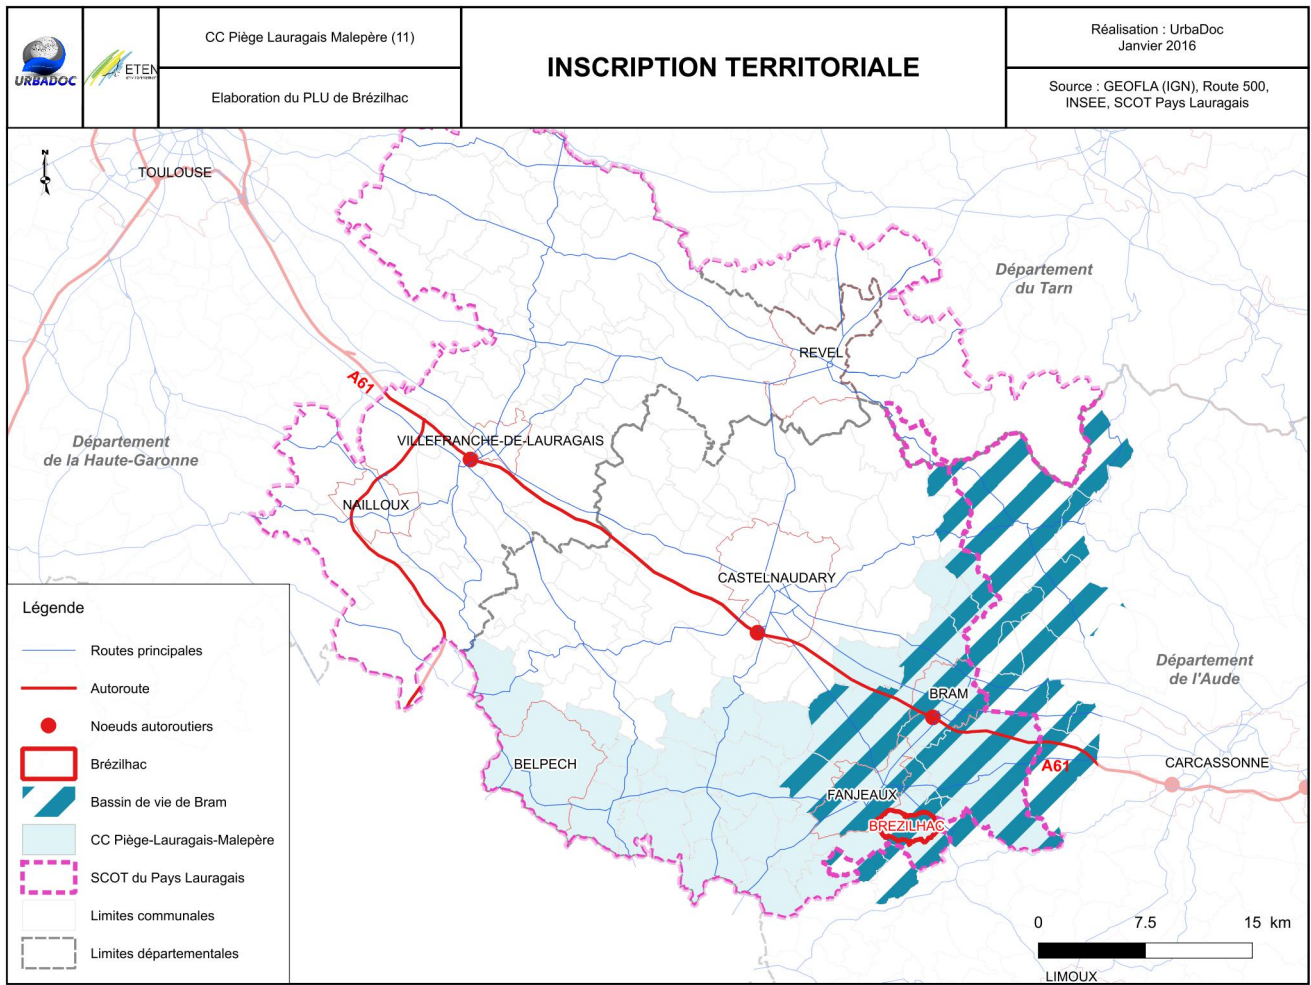 URBADOC
ETEN
environnement
CC Piège Lauragais Malepère (11)
Elaboration du PLU de Brézilhac
INSCRIPTION TERRITORIALE
Réalisation : UrbaDoc
Janvier 2016
Source : GEOFLA (IGN), Route 500,
INSEE, SCOT Pays Lauragais
N
TOULOUSE
Département
du Tarn
REVEL
A61
Département
de la Haute-Garonne
VILLEFRANCHE-DE-LAURAGAIS
NAILLOUX
CASTELNAUDARY
Département
de l'Aude
BRAM
BELPECH
A61
CARCASSONNE
FANJEAUX
BREZILHAC
LIMOUX
Légende
Routes principales
Autoroute
Noeuds autoroutiers
Brézilhac
Bassin de vie de Bram
CC Piège-Lauragais-Malepère
SCOT du Pays Lauragais
Limites communales
Limites départementales
0 7.5 15 km